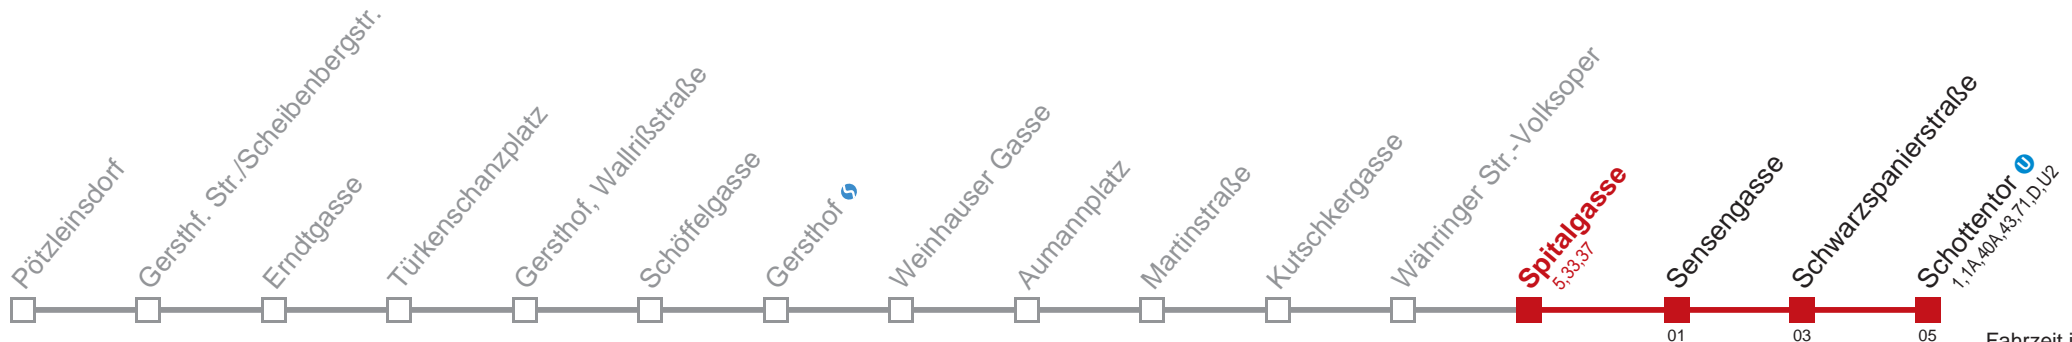 Pötzleinsdorf
Gersthf. Str./Scheibenbergstr.
Erndtgasse
Türkenschanzplatz
Gersthof, Wallrißstraße
Schöffelgasse
Gersthof
Weinhauser Gasse
Aumannplatz
Martinstraße
Kutschkergasse
Währinger Str.-Volksoper
Spitalgasse
5,33,37
Sensengasse
Schwarzspanierstraße
Schottentor U
1,1A,40A,43,71,D,U2
01
03
05
Fahrzeit i